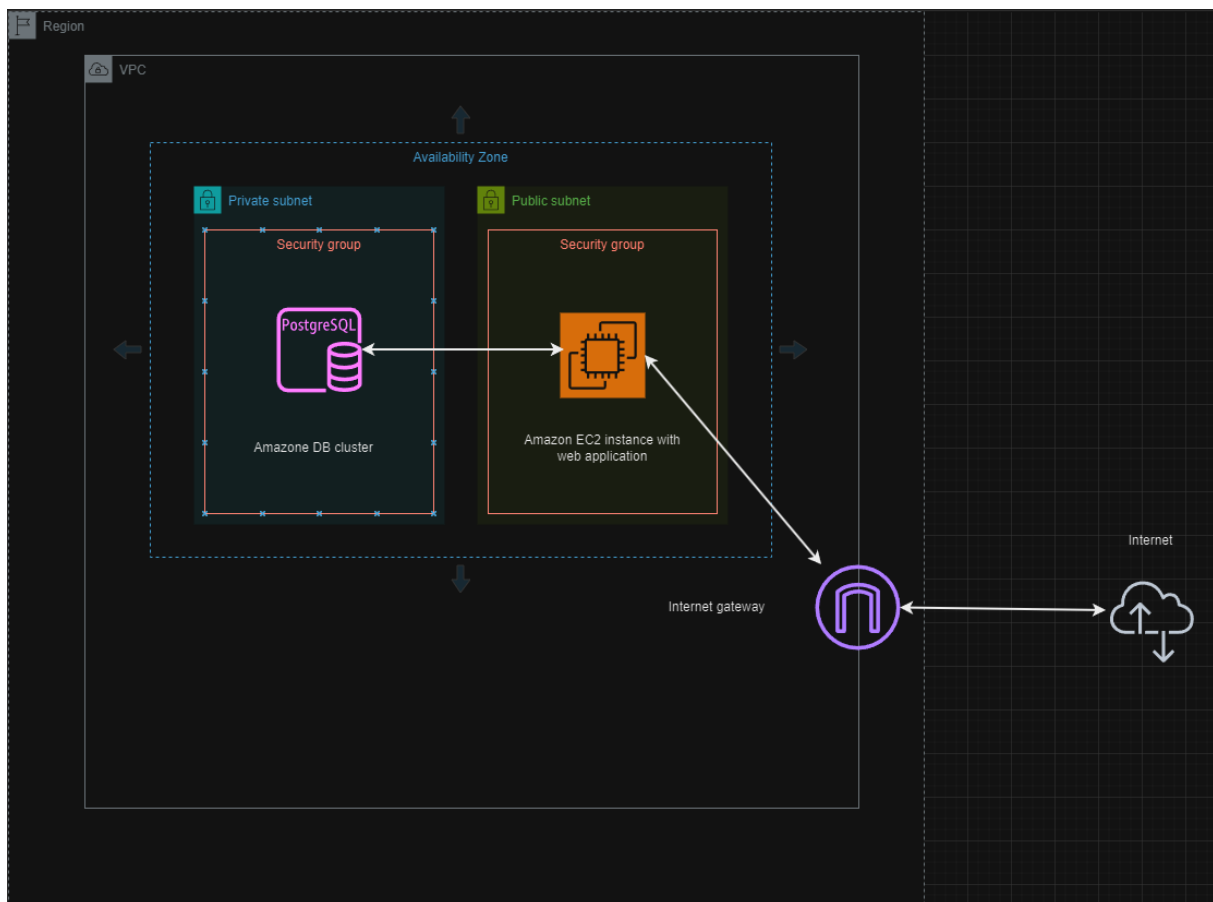 Region
VPC
Availability Zone
Private subnet
Public subnet
Security group
Security group
PostgreSQL
Amazone DB cluster
Amazon EC2 instance with
web application
Internet
Internet gateway